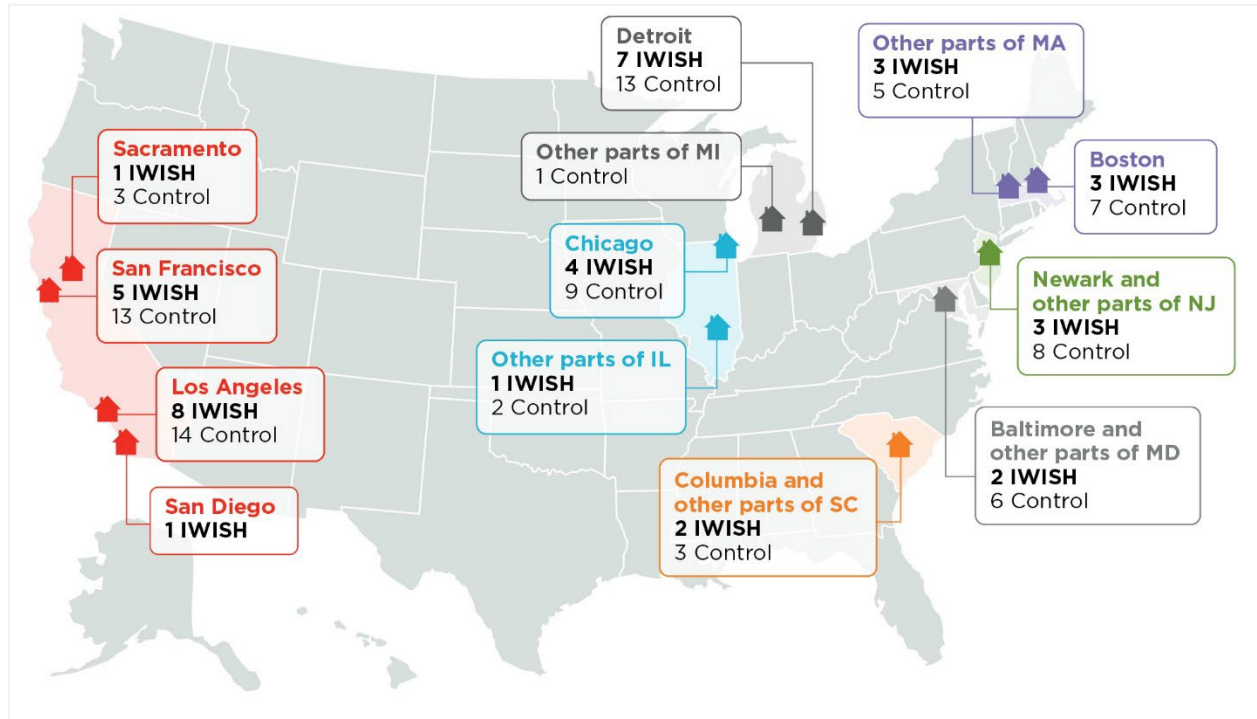 Detroit
7 IWISH
13 Control
Other parts of MA
3 IWISH
5 Control
Sacramento
1 IWISH
3 Control
Other parts of MI
1 Control
Boston
3 IWISH
7 Control
San Francisco
5 IWISH
13 Control
Chicago
4 IWISH
9 Control
Newark and
other parts of NJ
3 IWISH
8 Control
Los Angeles
8 IWISH
14 Control
Other parts of IL
1 IWISH
2 Control
Baltimore and
other parts of MD
2 IWISH
6 Control
San Diego
1 IWISH
Columbia and
other parts of SC
2 IWISH
3 Control